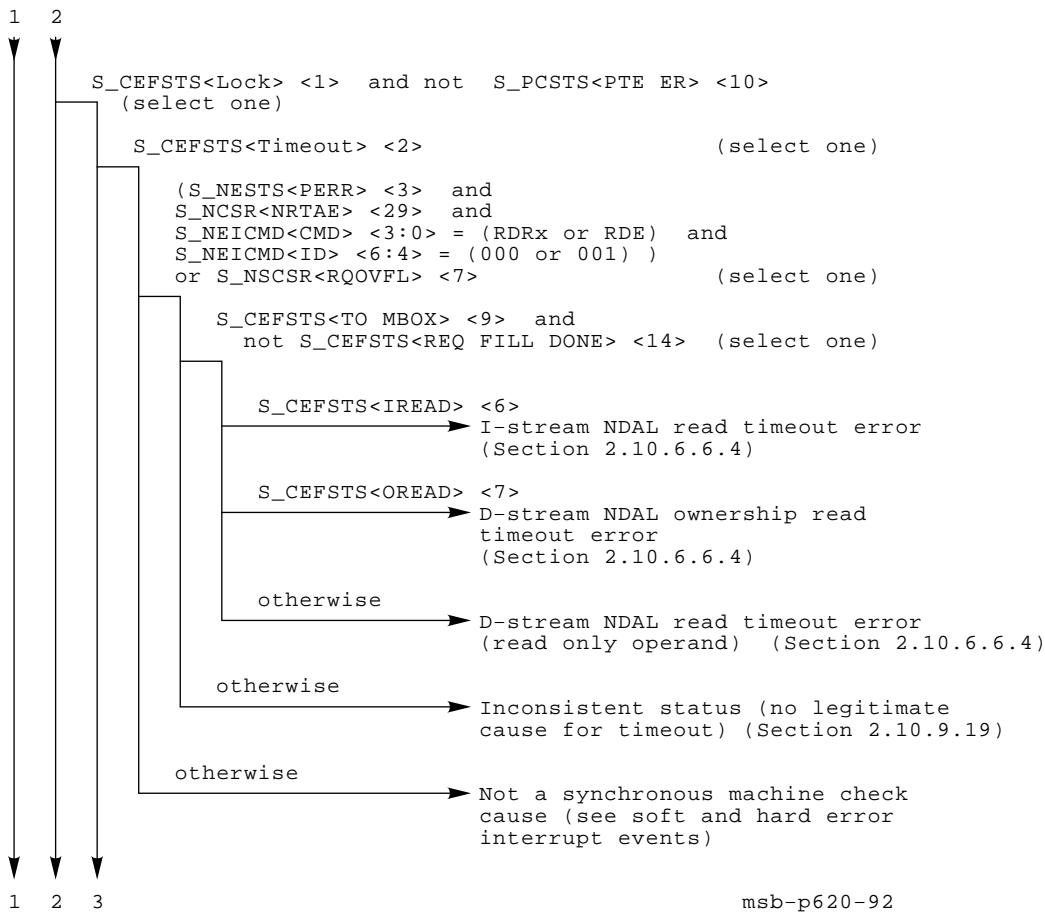 1 2
S_CEFSTS<Lock> <1> and not S_PCSTS<PTE ER> <10>
(select one)
S_CEFSTS<Timeout> <2> (select one)
(S_NESTS<PERR> <3> and
S_NCSR<NRTAE> <29> and
S_NEICMD<CMD> <3:0> = (RDRx or RDE) and
S_NEICMD<ID> <6:4> = (000 or 001) )
or S_NSCSR<RQOVFL> <7> (select one)
S_CEFSTS<TO MBOX> <9> and
not S_CEFSTS<REQ FILL DONE> <14> (select one)
S_CEFSTS<IREAD> <6>
I-stream NDAL read timeout error
(Section 2.10.6.6.4)
S_CEFSTS<OREAD> <7>
D-stream NDAL ownership read
timeout error
(Section 2.10.6.6.4)
otherwise
D-stream NDAL read timeout error
(read only operand) (Section 2.10.6.6.4)
otherwise
Inconsistent status (no legitimate
cause for timeout) (Section 2.10.9.19)
otherwise
Not a synchronous machine check
cause (see soft and hard error
interrupt events)
1 2 3 msb-p620-92